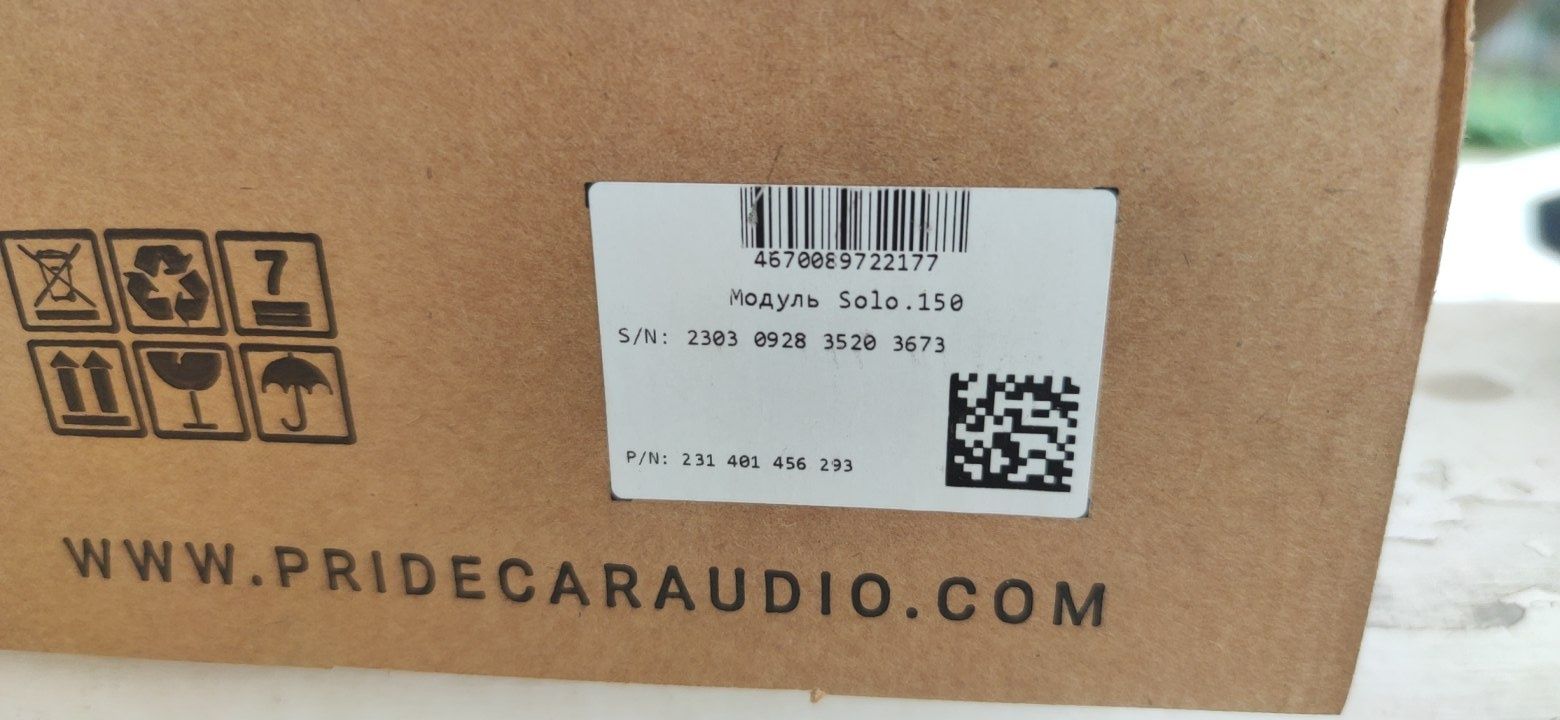 7
4670089722177
Модуль Solo.150
S/N: 2303 0928 3520 3673
P/N: 231 401 456 293
WWW.PRIDECARAUDIO.COM